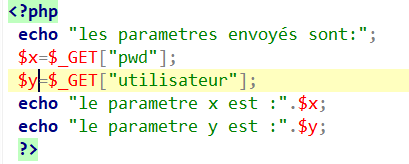 <?php
echo "les parametres envoyés sont:";
$x=$_GET["pwd"];
$y=$_GET["utilisateur"];
echo "le parametre x est :".$x;
echo "le parametre y est :".$y;
?>